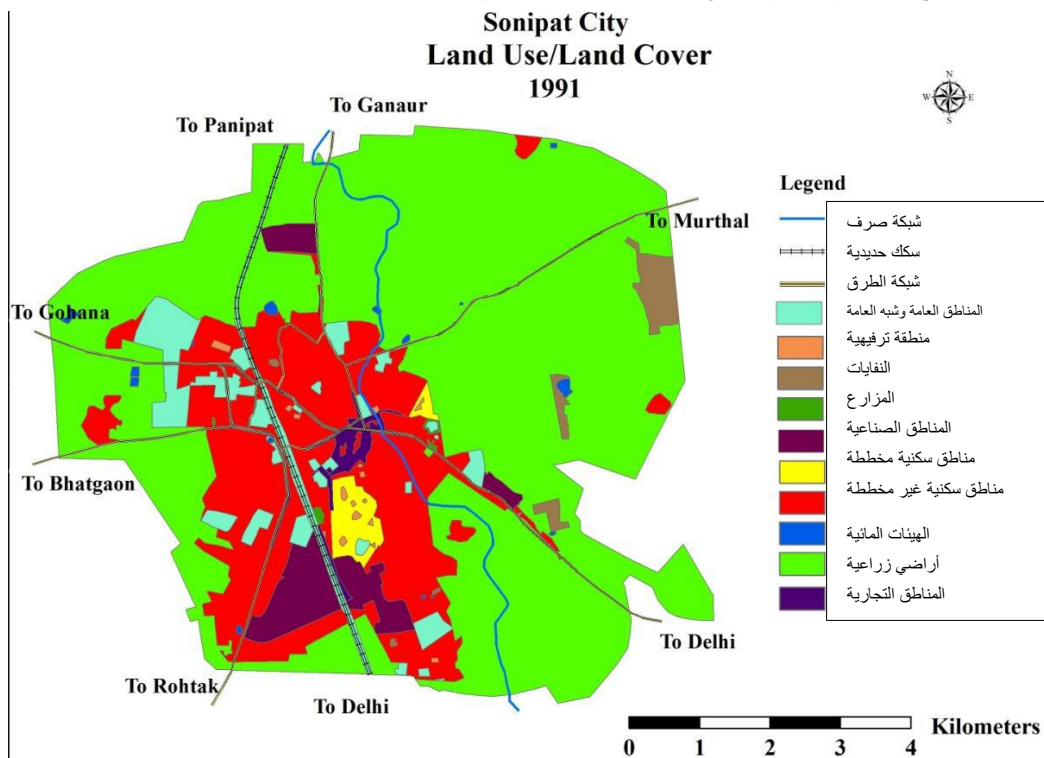 Sonipat City
Land Use/Land Cover
1991
To Ganaur
To Panipat
N
W
E
S
To Murthal
To Gohana
To Bhatgaon
To Rohtak
To Delhi
To Delhi
Legend
شبكة صرف
سكك حديدية
شبكة الطرق
المناطق العامة وشبه العامة
منطقة ترفيهية
النفايات
المزارع
المناطق الصناعية
مناطق سكنية مخططة
مناطق سكنية غير مخططة
الهيئات المائية
أراضي زراعية
المناطق التجارية
Kilometers
0 1 2 3 4